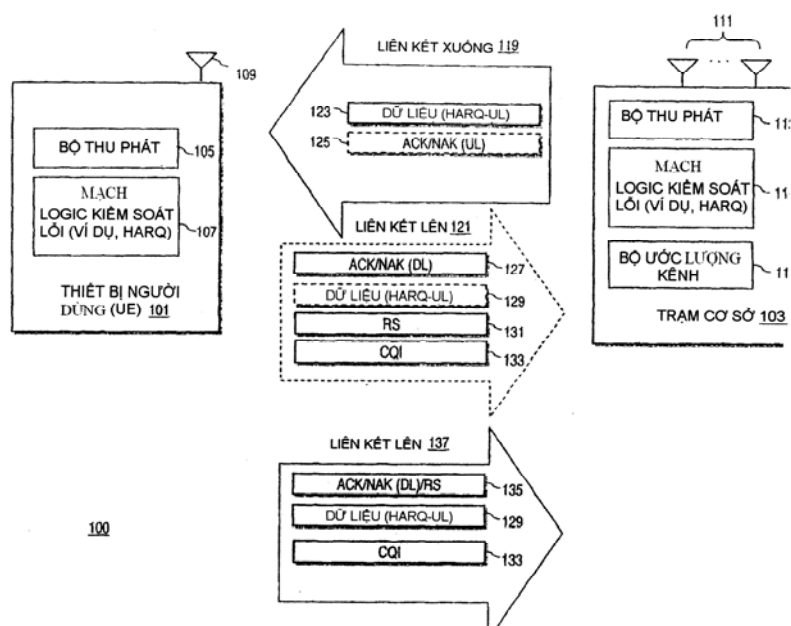 109
THIẾT BỊ NGƯỜI
DÙNG (UE) 101
BỘ THU PHÁT
105
MẠCH
LOGIC KIỂM SOÁT
LỖI (VÍ DỤ, HARQ)
107
LIÊN KẾT XUỐNG 119
123
DỮ LIỆU (HARQ-UL)
125
ACK/NAK (UL)
LIÊN KẾT LÊN 121
ACK/NAK (DL)
127
DỮ LIỆU (HARQ-UL)
129
RS
131
CQI
133
111
BỘ THU PHÁT
MẠCH
LOGIC KIỂM SOÁT
LỖI (VÍ DỤ, HARQ)
BỘ ƯỚC LƯỢNG
KÊNH
TRẠM CƠ SỞ 103
LIÊN KẾT LÊN 137
ACK/NAK (DL)/RS
135
DỮ LIỆU (HARQ-UL)
129
CQI
133
100